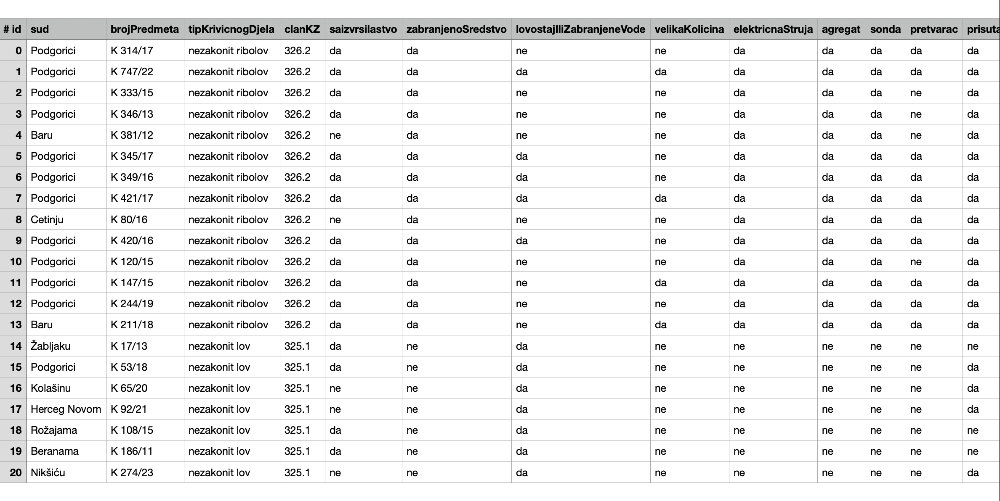 # id sud brojPredmeta tipKrivicnogDjela clanKZ saizvrsilastvo zabranjenoSredstvo lovostajIliZabranjeneVode velikaKolicina elektricnaStruja agregat sonda pretvarac prisuta
0 Podgorici K 314/17 nezakonit ribolov 326.2 da da ne ne da da da da da
1 Podgorici K 747/22 nezakonit ribolov 326.2 da da da da da da da da da
2 Podgorici K 333/15 nezakonit ribolov 326.2 da da ne ne da da da ne da
3 Podgorici K 346/13 nezakonit ribolov 326.2 da da ne ne da da da ne da
4 Baru K 381/12 nezakonit ribolov 326.2 ne da ne ne da da da ne da
5 Podgorici K 345/17 nezakonit ribolov 326.2 da da da ne da da da da da
6 Podgorici K 349/16 nezakonit ribolov 326.2 da da da ne da da da da da
7 Podgorici K 421/17 nezakonit ribolov 326.2 da da da da da da da da da
8 Cetinju K 80/16 nezakonit ribolov 326.2 ne da ne ne da da da da da
9 Podgorici K 420/16 nezakonit ribolov 326.2 da da da ne da da da da da
10 Podgorici K 120/15 nezakonit ribolov 326.2 da da ne ne da da da ne da
11 Podgorici K 147/15 nezakonit ribolov 326.2 da da ne da da da da da da
12 Podgorici K 244/19 nezakonit ribolov 326.2 da da ne ne da da da da da
13 Baru K 211/18 nezakonit ribolov 326.2 da da ne da da da da da da
14 Žabljaku K 17/13 nezakonit lov 325.1 da ne da ne ne ne ne ne ne
15 Podgorici K 53/18 nezakonit lov 325.1 da ne da ne ne ne ne ne da
16 Kolašinu K 65/20 nezakonit lov 325.1 ne ne da ne ne ne ne ne da
17 Herceg Novom K 92/21 nezakonit lov 325.1 ne ne da ne ne ne ne ne da
18 Rožajama K 108/15 nezakonit lov 325.1 da ne da ne ne ne ne ne ne
19 Beranama K 186/11 nezakonit lov 325.1 da ne da ne ne ne ne ne ne
20 Nikšiću K 274/23 nezakonit lov 325.1 ne ne da ne ne ne ne ne da